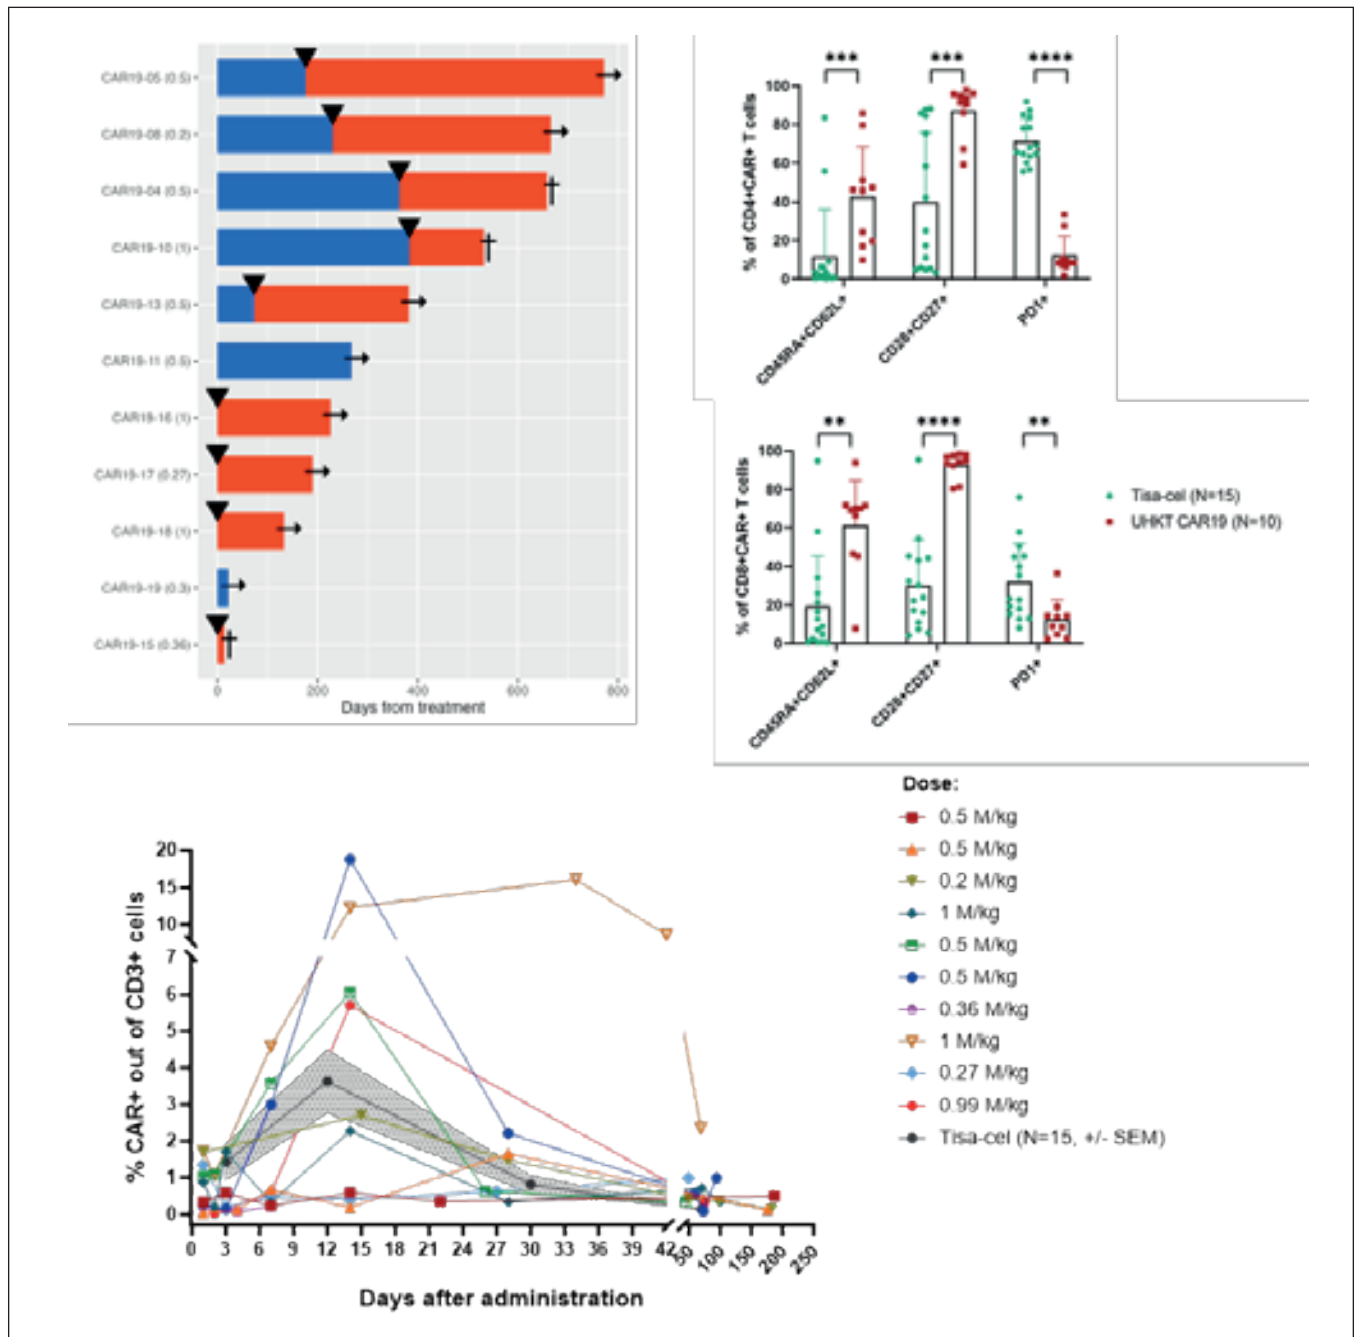 CAR19-05 (0.5)
CAR19-08 (0.2)
CAR19-04 (0.5)
CAR19-10 (1)
CAR19-13 (0.5)
CAR19-11 (0.5)
CAR19-16 (1)
CAR19-17 (0.27)
CAR19-18 (1)
CAR19-19 (0.3)
CAR19-15 (0.36)
0 200 400 600 800
Days from treatment
*** *** ****
% of CD4+CAR+ T cells
100
80
60
40
20
0
CD45RA+CD62L+
CD28+CD27+
PD1+
** **** **
% of CD8+CAR+ T cells
100
80
60
40
20
0
CD45RA+CD62L+
CD28+CD27+
PD1+
Tisa-cel (N=15)
UHKT CAR19 (N=10)
% CAR+ out of CD3+ cells
20
15
10
7
6
5
4
3
2
1
0
0 3 6 9 12 15 18 21 24 27 30 33 36 39 42 50 100 150 200 250
Days after administration
Dose:
0.5 M/kg
0.5 M/kg
0.2 M/kg
1 M/kg
0.5 M/kg
0.5 M/kg
0.36 M/kg
1 M/kg
0.27 M/kg
0.99 M/kg
Tisa-cel (N=15, +/- SEM)